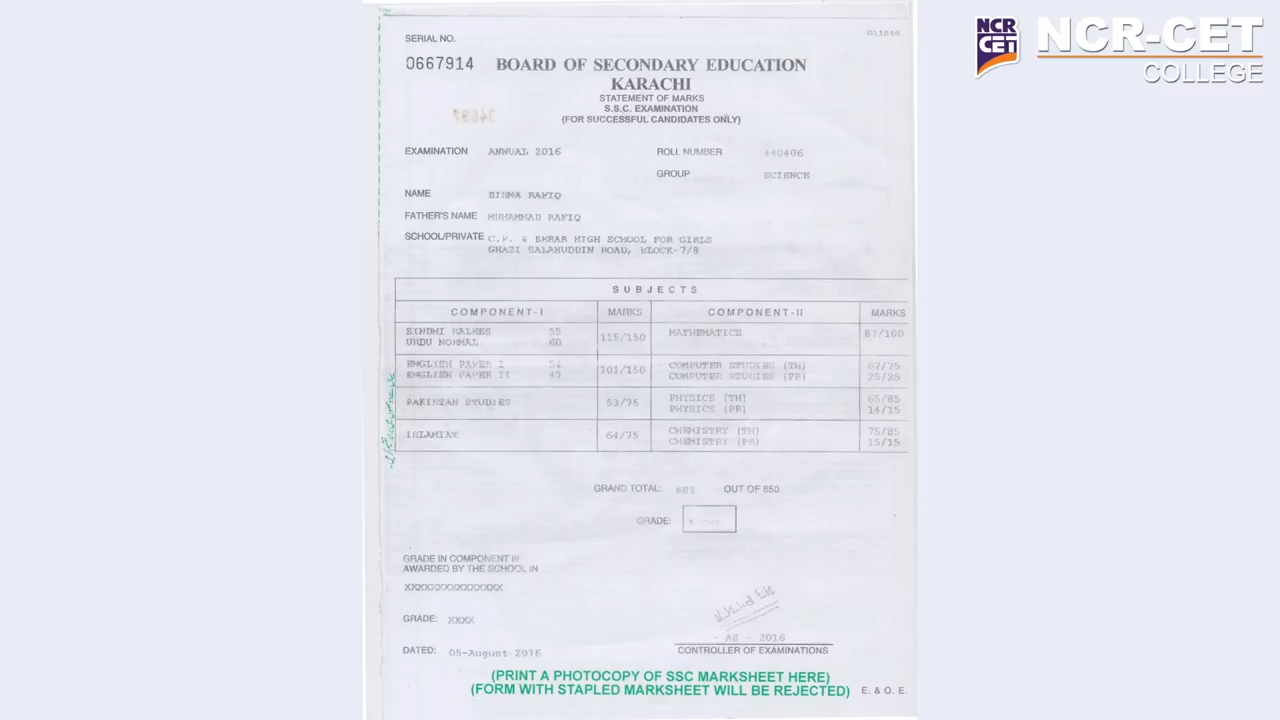 NCR
CET
NCR-CET
COLLEGE
011846
SERIAL NO.
0667914
BOARD OF SECONDARY EDUCATION
KARACHI
STATEMENT OF MARKS
S.S.C. EXAMINATION
(FOR SUCCESSFUL CANDIDATES ONLY)
EXAMINATION ANNUAL 2016 ROLL NUMBER 440406
GROUP SCIENCE
NAME RAFIQ
FATHER'S NAME MUHAMMAD RAFIQ
SCHOOL/PRIVATE C.P. & BERAR HIGH SCHOOL FOR GIRLS
GHAZI SALAHUDDIN ROAD, BLOCK-7/8
SUBJECTS
COMPONENT-I MARKS COMPONENT-II MARKS
SINDHI 55 115/150 MATHEMATICS 87/100
URDU NORMAL 60
ENGLISH PAPER I 54 101/150 COMPUTER STUDIES (TH) 67/75
ENGLISH PAPER II 47 COMPUTER STUDIES (PR) 25/25
PAKISTAN STUDIES 53/75 PHYSICS (TH) 65/85
PHYSICS (PR) 14/15
ISLAMIAT 64/75 CHEMISTRY (TH) 75/85
CHEMISTRY (PR) 15/15
GRAND TOTAL: 681 OUT OF 850
GRADE:
GRADE IN COMPONENT III
AWARDED BY THE SCHOOL IN
XXXXXXXXXXXXXXX
GRADE: XXXX
- AS - 2016
DATED: 05-August-2016 CONTROLLER OF EXAMINATIONS
(PRINT A PHOTOCOPY OF SSC MARKSHEET HERE)
(FORM WITH STAPLED MARKSHEET WILL BE REJECTED) E. & O. E.